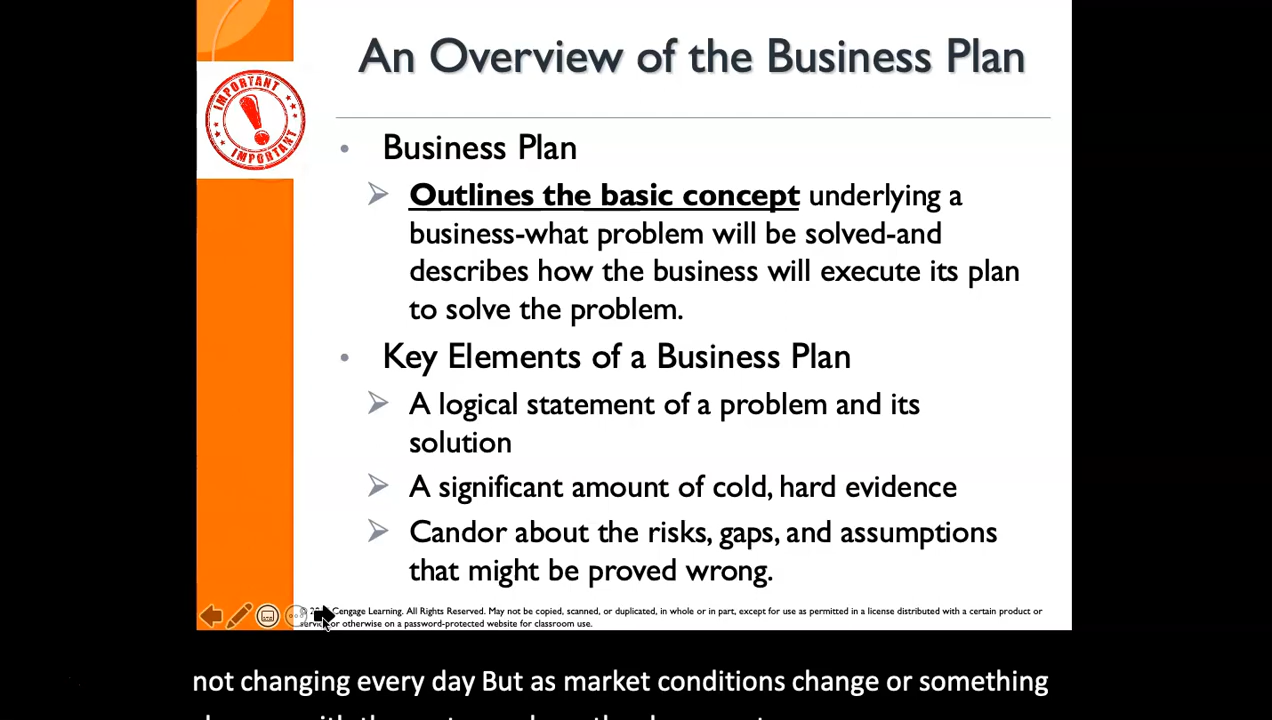 An Overview of the Business Plan
IMPORTANT
IMPORTANT
• Business Plan
Outlines the basic concept underlying a
business-what problem will be solved-and
describes how the business will execute its plan
to solve the problem.
• Key Elements of a Business Plan
A logical statement of a problem and its
solution
A significant amount of cold, hard evidence
Candor about the risks, gaps, and assumptions
that might be proved wrong.
Cengage Learning. All Rights Reserved. May not be copied, scanned, or duplicated, in whole or in part, except for use as permitted in a license distributed with a certain product or
or otherwise on a password-protected website for classroom use.
not changing every day But as market conditions change or something